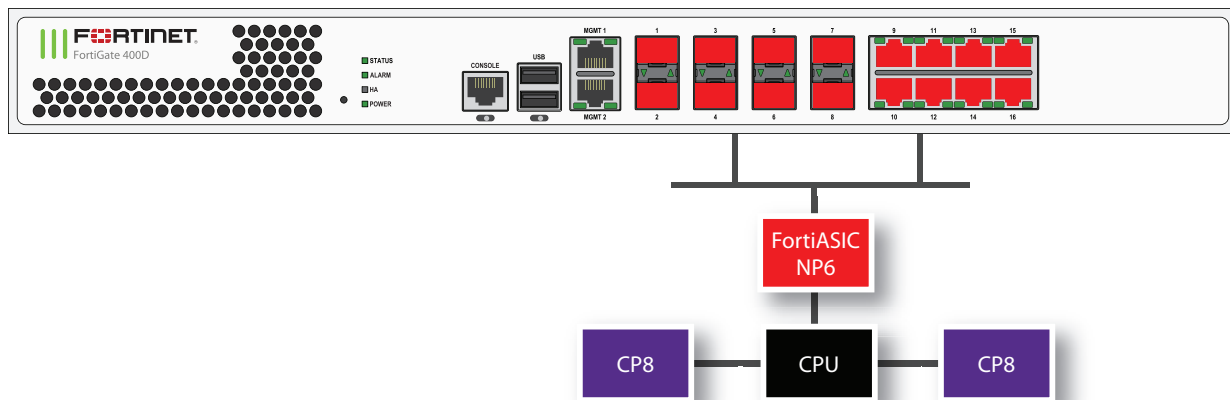 FORTINET
FortiGate 400D
STATUS
ALARM
HA
POWER
CONSOLE
USB
MGMT 1
MGMT 2
1 3 5 7 9 11 13 15
2 4 6 8 10 12 14 16
FortiASIC
NP6
CP8 CPU CP8